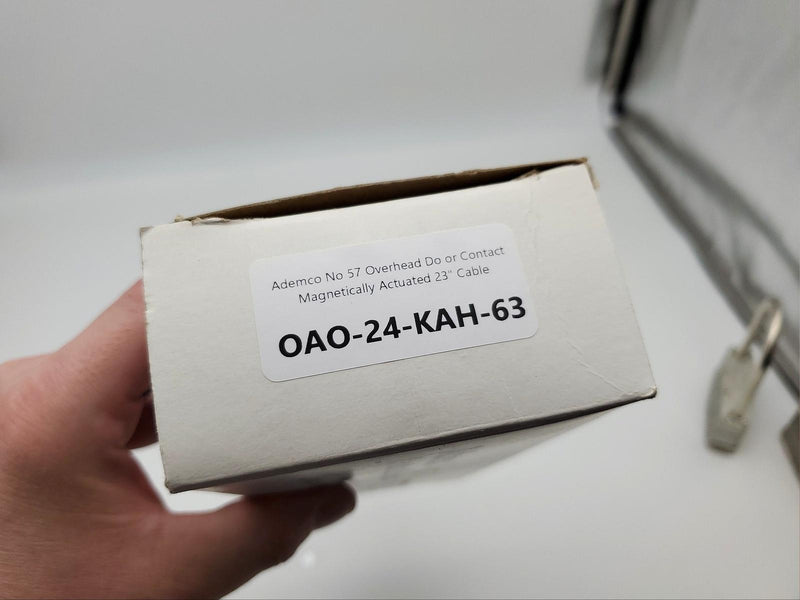 Ademco No 57 Overhead Do or Contact
Magnetically Actuated 23" Cable
OAO-24-KAH-63